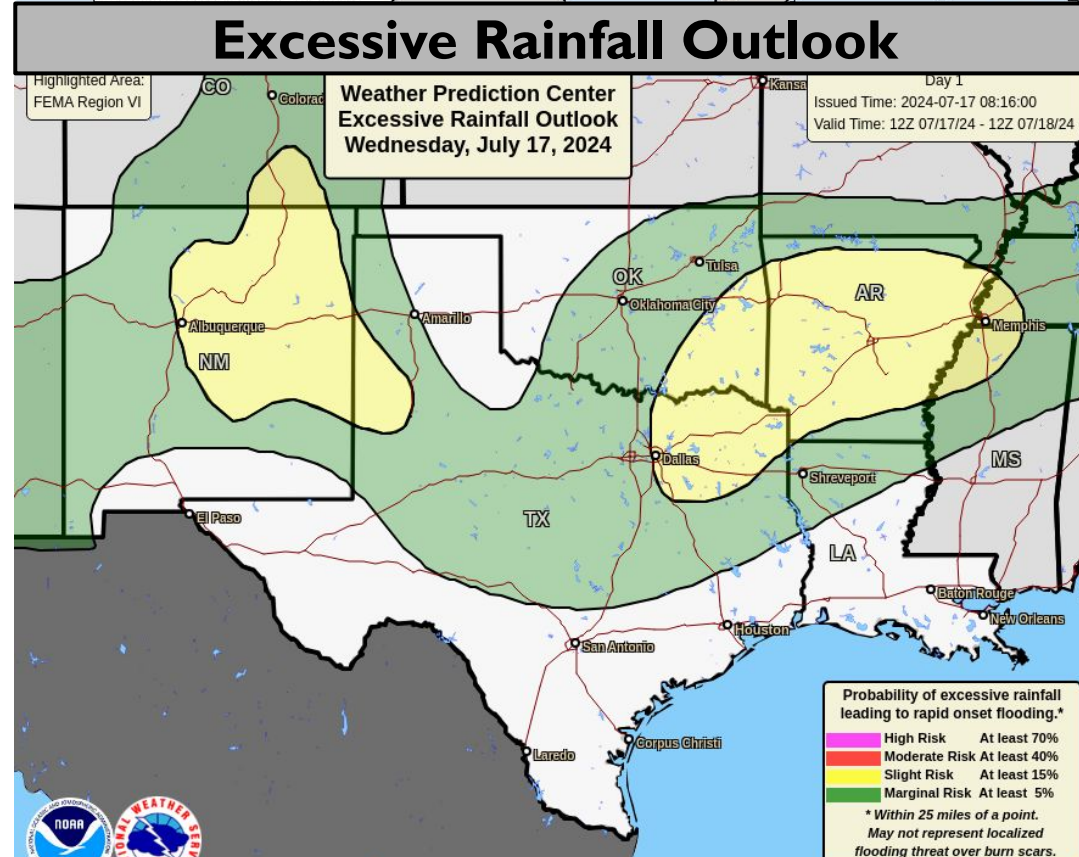 Excessive Rainfall Outlook
Highlighted Area:
FEMA Region VI
Weather Prediction Center
Excessive Rainfall Outlook
Wednesday, July 17, 2024
Day 1
Issued Time: 2024-07-17 08:16:00
Valid Time: 12Z 07/17/24 - 12Z 07/18/24
CO
Tulsa
OK
Oklahoma City
AR
Amarillo
Albuquerque
Memphis
NM
Dallas
MS
Shreveport
El Paso
TX
LA
Baton Rouge
New Orleans
Houston
San Antonio
Laredo
Corpus Christi
Probability of excessive rainfall
leading to rapid onset flooding.*
High Risk At least 70%
Moderate Risk At least 40%
Slight Risk At least 15%
Marginal Risk At least 5%
* Within 25 miles of a point.
May not represent localized
flooding threat over burn scars.
NOAA
WEATHER